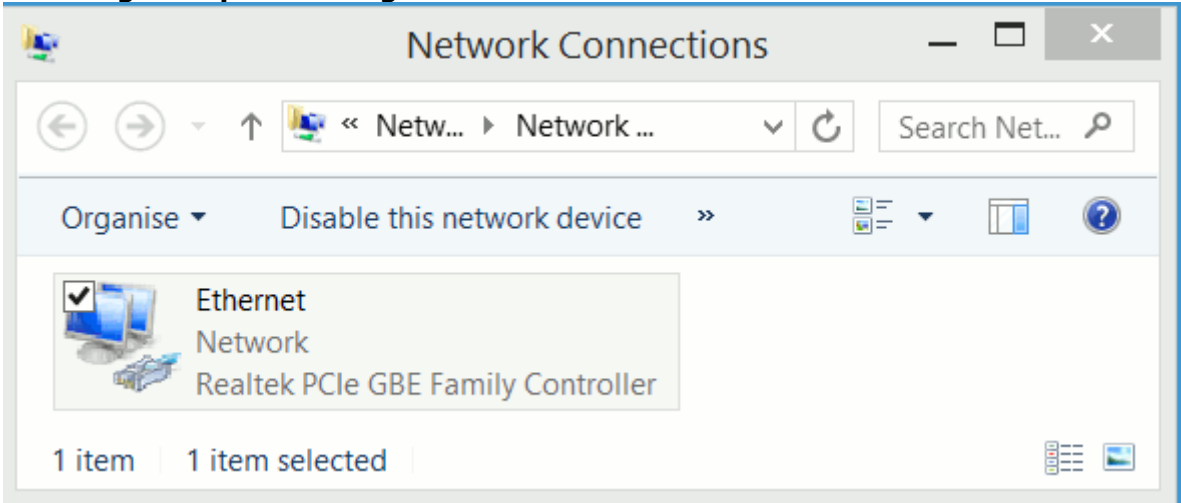 Network Connections
« Netw... Network ...
Search Net...
Organise
Disable this network device
»
Ethernet
Network
Realtek PCIe GBE Family Controller
1 item
1 item selected